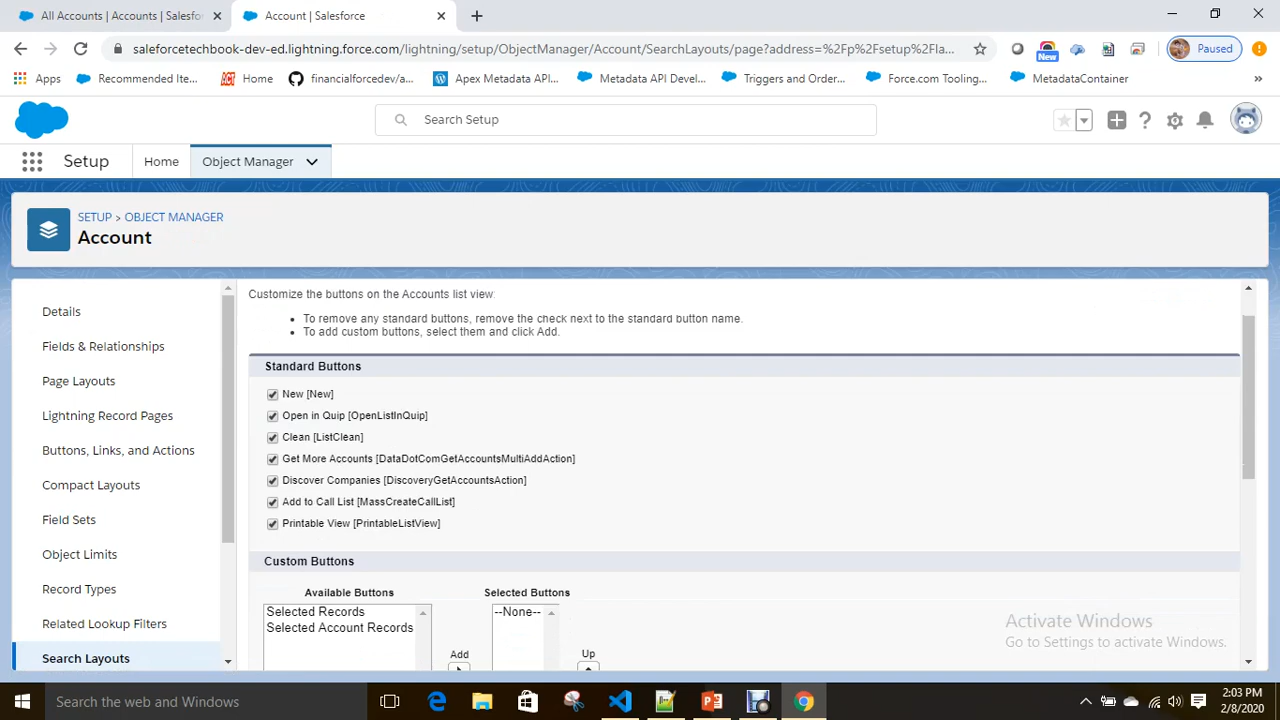 All Accounts | Accounts | Salesfo
Account | Salesforce
saleforcetechbook-dev-ed.lightning.force.com/lightning/setup/ObjectManager/Account/SearchLayouts/page?address=%2Fp%2Fsetup%2Fla...
New
Paused
Apps
Recommended Ite...
ACT
Home
financialforcedev/a...
Apex Metadata API...
Metadata API Devel...
Triggers and Order...
Force.com Tooling...
MetadataContainer
Search Setup
Setup
Home
Object Manager
SETUP > OBJECT MANAGER
Account
Details
Fields & Relationships
Page Layouts
Lightning Record Pages
Buttons, Links, and Actions
Compact Layouts
Field Sets
Object Limits
Record Types
Related Lookup Filters
Search Layouts
Customize the buttons on the Accounts list view:
• To remove any standard buttons, remove the check next to the standard button name.
• To add custom buttons, select them and click Add.
Standard Buttons
New [New]
Open in Quip [OpenListInQuip]
Clean [ListClean]
Get More Accounts [DataDotComGetAccountsMultiAddAction]
Discover Companies [DiscoveryGetAccountsAction]
Add to Call List [MassCreateCallList]
Printable View [PrintableListView]
Custom Buttons
Available Buttons
Selected Buttons
Selected Records
Selected Account Records
--None--
Add
Up
Activate Windows
Go to Settings to activate Windows.
Search the web and Windows
2:03 PM
2/8/2020